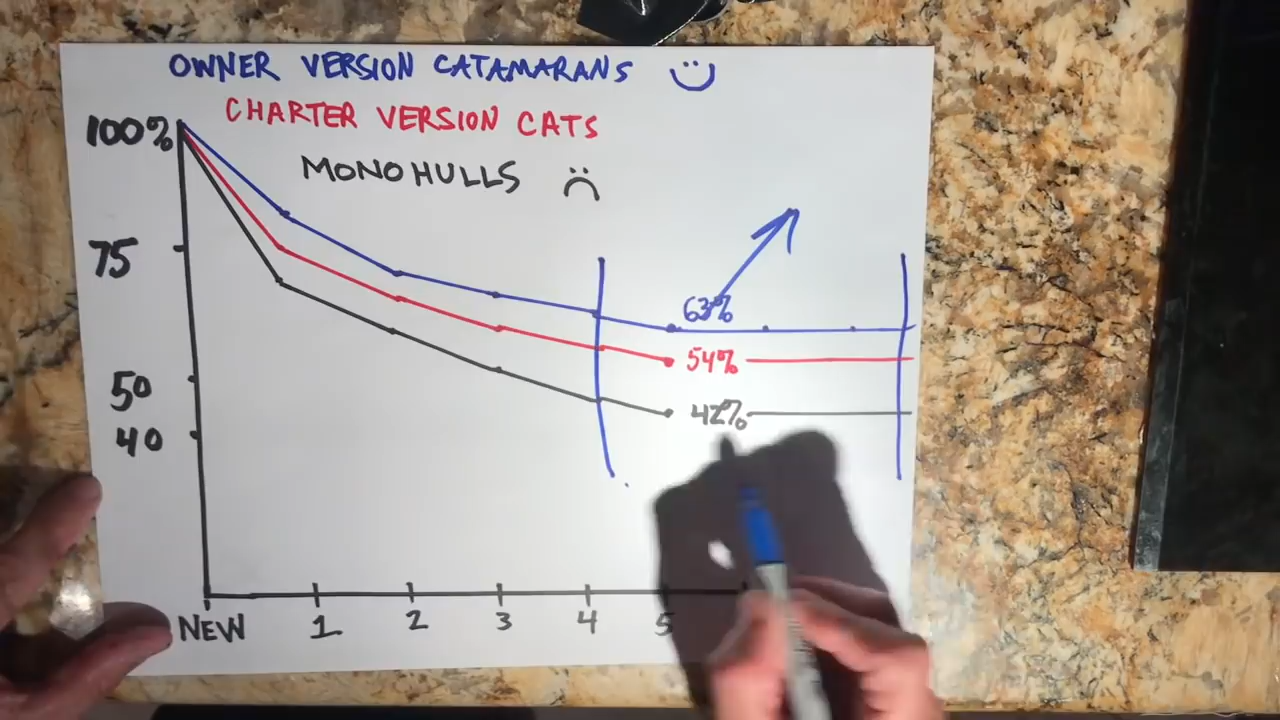 OWNER VERSION CATAMARANS
CHARTER VERSION CATS
100%
MONOHULLS
75
63%
54%
50
42%
40
NEW 1 2 3 4 5